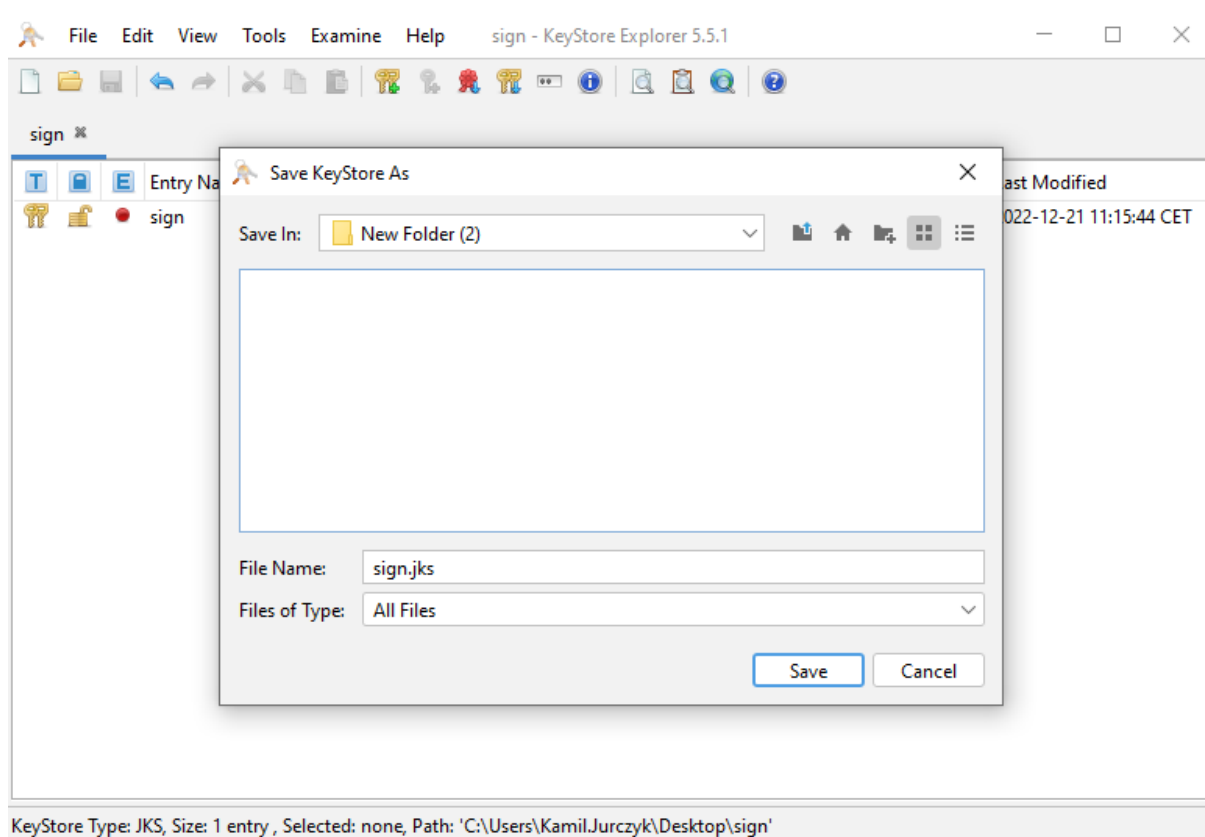 File Edit View Tools Examine Help sign - KeyStore Explorer 5.5.1
sign
T E Entry Na ast Modified
sign 022-12-21 11:15:44 CET
Save KeyStore As
Save In: New Folder (2)
File Name: sign.jks
Files of Type: All Files
Save Cancel
KeyStore Type: JKS, Size: 1 entry , Selected: none, Path: 'C:\Users\Kamil.Jurczyk\Desktop\sign'